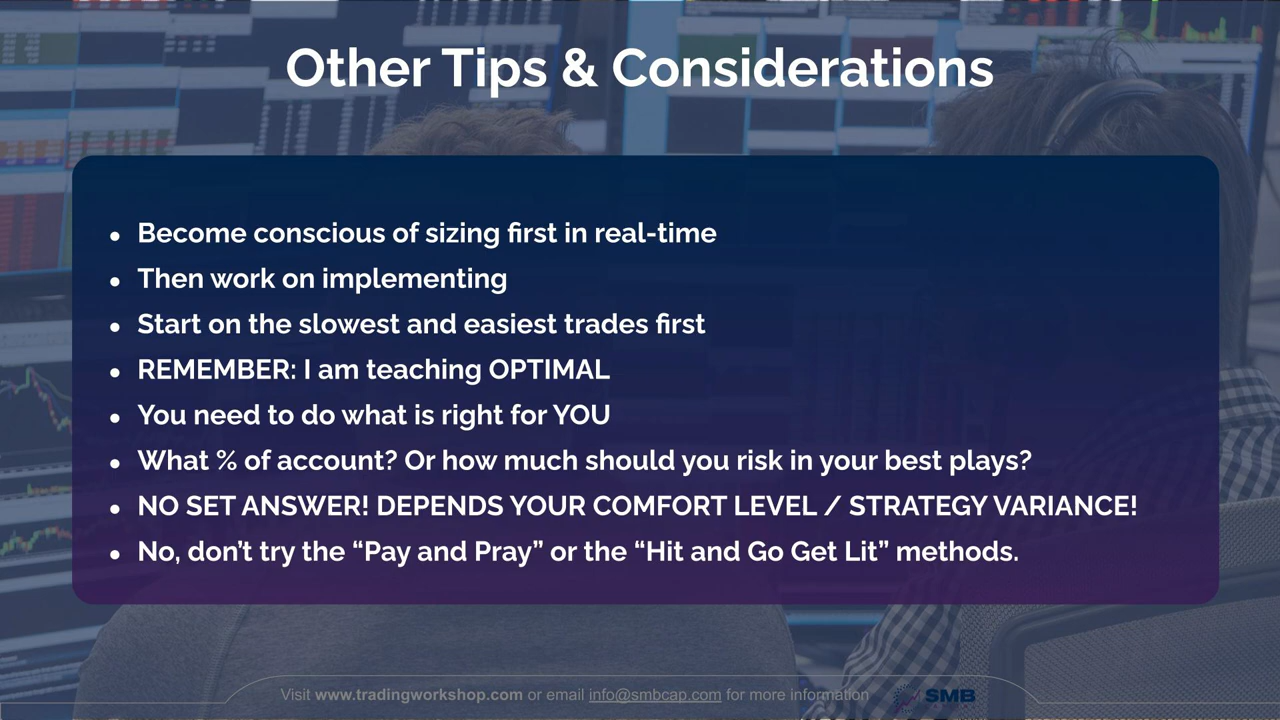 Other Tips & Considerations
• Become conscious of sizing first in real-time
• Then work on implementing
• Start on the slowest and easiest trades first
• REMEMBER: I am teaching OPTIMAL
• You need to do what is right for YOU
• What % of account? Or how much should you risk in your best plays?
• NO SET ANSWER! DEPENDS YOUR COMFORT LEVEL / STRATEGY VARIANCE!
• No, don’t try the “Pay and Pray” or the “Hit and Go Get Lit” methods.
Visit www.tradingworkshop.com or email info@smbcap.com for more information SMB